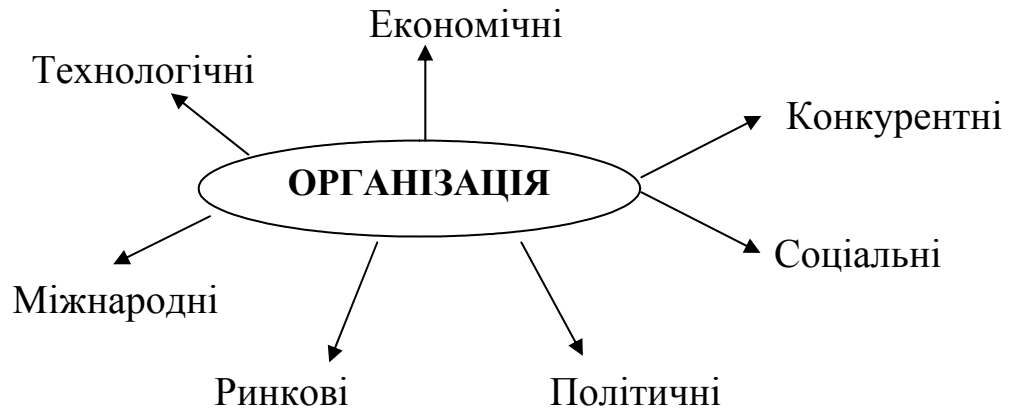 Економічні
Технологічні
Конкурентні
ОРГАНІЗАЦІЯ
Соціальні
Міжнародні
Ринкові
Політичні